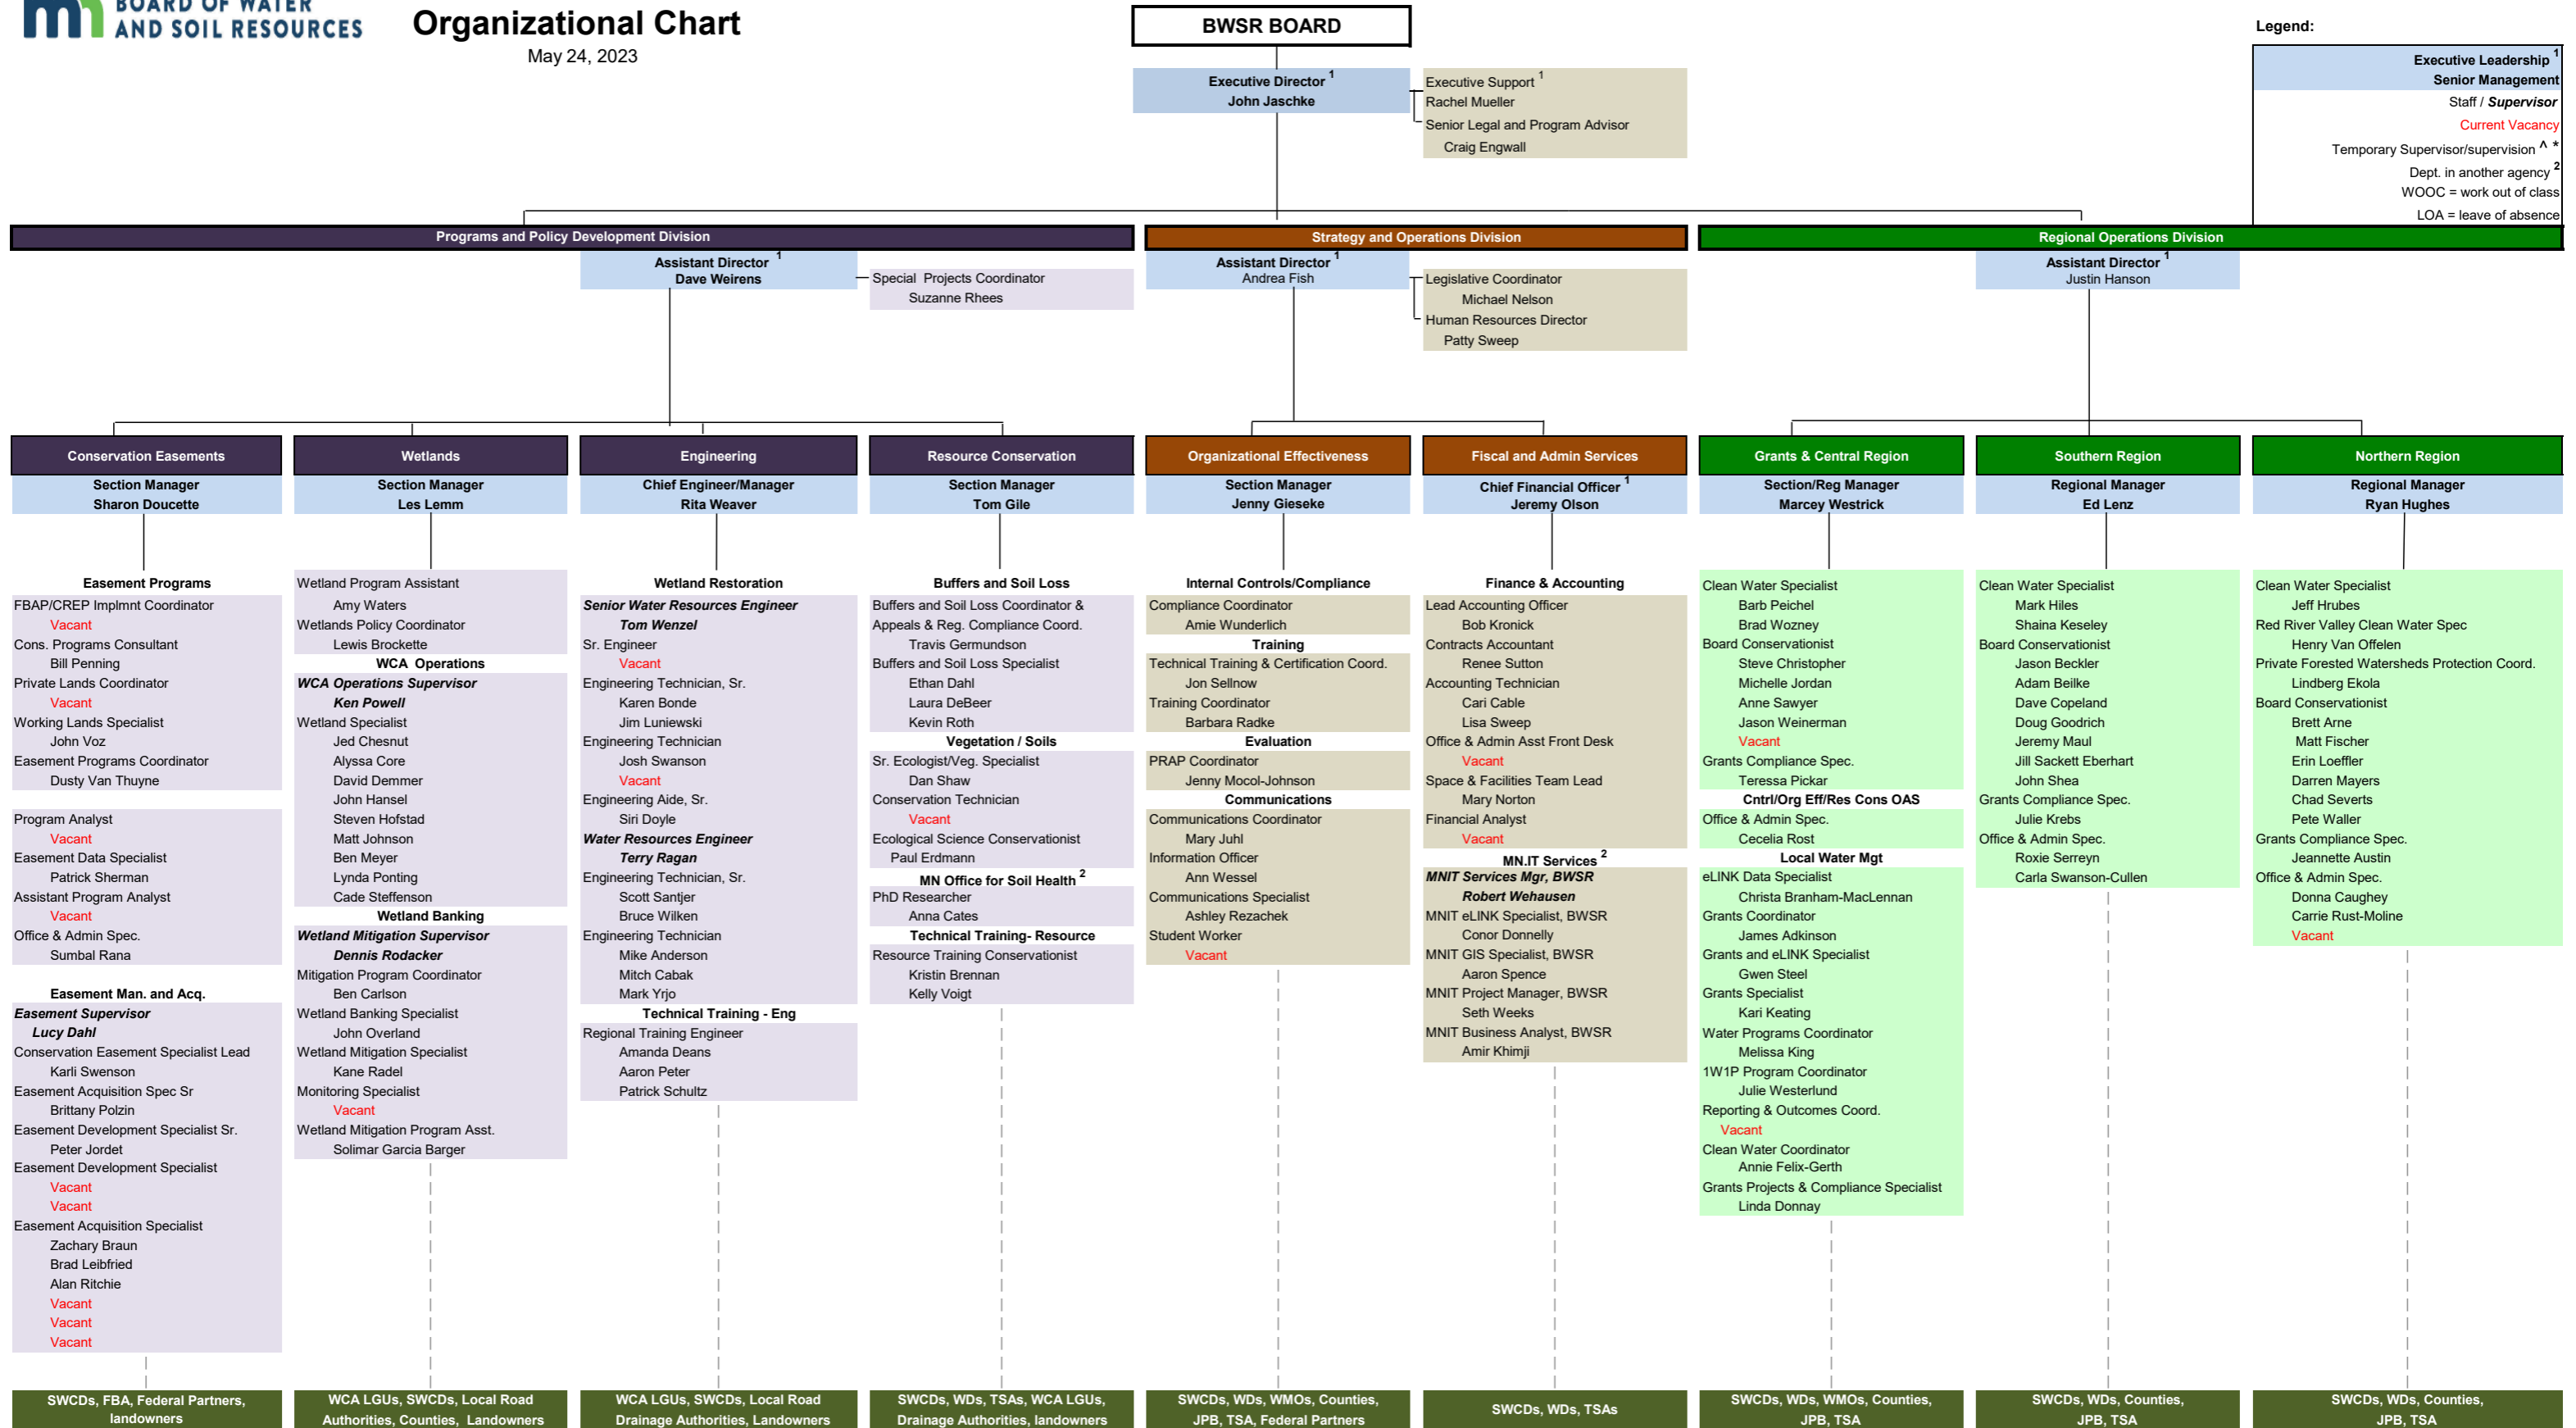 BOARD OF WATER
AND SOIL RESOURCES
Organizational Chart
May 24, 2023
BWSR BOARD
Executive Director 1
John Jaschke
Executive Support 1
Rachel Mueller
Senior Legal and Program Advisor
Craig Engwall
Legend:
Executive Leadership 1
Senior Management
Staff / Supervisor
Current Vacancy
Temporary Supervisor/supervision ^ *
Dept. in another agency 2
WOOC = work out of class
LOA = leave of absence
Programs and Policy Development Division
Assistant Director 1
Dave Weirens
Special Projects Coordinator
Suzanne Rhees
Strategy and Operations Division
Assistant Director 1
Andrea Fish
Legislative Coordinator
Michael Nelson
Human Resources Director
Patty Sweep
Regional Operations Division
Assistant Director 1
Justin Hanson
Conservation Easements
Section Manager
Sharon Doucette
Easement Programs
FBAP/CREP Implmnt Coordinator
Vacant
Cons. Programs Consultant
Bill Penning
Private Lands Coordinator
Vacant
Working Lands Specialist
John Voz
Easement Programs Coordinator
Dusty Van Thuyne
Program Analyst
Vacant
Easement Data Specialist
Patrick Sherman
Assistant Program Analyst
Vacant
Office & Admin Spec.
Sumbal Rana
Easement Man. and Acq.
Easement Supervisor
Lucy Dahl
Conservation Easement Specialist Lead
Karli Swenson
Easement Acquisition Spec Sr
Brittany Polzin
Easement Development Specialist Sr.
Peter Jordet
Easement Development Specialist
Vacant
Vacant
Easement Acquisition Specialist
Zachary Braun
Brad Leibfried
Alan Ritchie
Vacant
Vacant
Vacant
SWCDs, FBA, Federal Partners,
landowners
Wetlands
Section Manager
Les Lemm
Wetland Program Assistant
Amy Waters
Wetlands Policy Coordinator
Lewis Brockette
WCA Operations
WCA Operations Supervisor
Ken Powell
Wetland Specialist
Jed Chesnut
Alyssa Core
David Demmer
John Hansel
Steven Hofstad
Matt Johnson
Ben Meyer
Lynda Ponting
Cade Steffenson
Wetland Banking
Wetland Mitigation Supervisor
Dennis Rodacker
Mitigation Program Coordinator
Ben Carlson
Wetland Banking Specialist
John Overland
Wetland Mitigation Specialist
Kane Radel
Monitoring Specialist
Vacant
Wetland Mitigation Program Asst.
Solimar Garcia Barger
WCA LGUs, SWCDs, Local Road
Authorities, Counties, Landowners
Engineering
Chief Engineer/Manager
Rita Weaver
Wetland Restoration
Senior Water Resources Engineer
Tom Wenzel
Sr. Engineer
Vacant
Engineering Technician, Sr.
Karen Bonde
Jim Luniewski
Engineering Technician
Josh Swanson
Vacant
Engineering Aide, Sr.
Siri Doyle
Water Resources Engineer
Terry Ragan
Engineering Technician, Sr.
Scott Santjer
Bruce Wilken
Engineering Technician
Mike Anderson
Mitch Cabak
Mark Yrjo
Technical Training - Eng
Regional Training Engineer
Amanda Deans
Aaron Peter
Patrick Schultz
WCA LGUs, SWCDs, Local Road
Drainage Authorities, Landowners
Resource Conservation
Section Manager
Tom Gile
Buffers and Soil Loss
Buffers and Soil Loss Coordinator &
Appeals & Reg. Compliance Coord.
Travis Germundson
Buffers and Soil Loss Specialist
Ethan Dahl
Laura DeBeer
Kevin Roth
Vegetation / Soils
Sr. Ecologist/Veg. Specialist
Dan Shaw
Conservation Technician
Vacant
Ecological Science Conservationist
Paul Erdmann
MN Office for Soil Health 2
PhD Researcher
Anna Cates
Technical Training- Resource
Resource Training Conservationist
Kristin Brennan
Kelly Voigt
SWCDs, WDs, TSAs, WCA LGUs,
Drainage Authorities, landowners
Organizational Effectiveness
Section Manager
Jenny Gieseke
Internal Controls/Compliance
Compliance Coordinator
Amie Wunderlich
Training
Technical Training & Certification Coord.
Jon Sellnow
Training Coordinator
Barbara Radke
Evaluation
PRAP Coordinator
Jenny Mocol-Johnson
Communications
Communications Coordinator
Mary Juhl
Information Officer
Ann Wessel
Communications Specialist
Ashley Rezachek
Student Worker
Vacant
SWCDs, WDs, WMOs, Counties,
JPB, TSA, Federal Partners
Fiscal and Admin Services
Chief Financial Officer 1
Jeremy Olson
Finance & Accounting
Lead Accounting Officer
Bob Kronick
Contracts Accountant
Renee Sutton
Accounting Technician
Cari Cable
Lisa Sweep
Office & Admin Asst Front Desk
Vacant
Space & Facilities Team Lead
Mary Norton
Financial Analyst
Vacant
MN.IT Services 2
MNIT Services Mgr, BWSR
Robert Wehausen
MNIT eLINK Specialist, BWSR
Conor Donnelly
MNIT GIS Specialist, BWSR
Aaron Spence
MNIT Project Manager, BWSR
Seth Weeks
MNIT Business Analyst, BWSR
Amir Khimji
SWCDs, WDs, TSAs
Grants & Central Region
Section/Reg Manager
Marcey Westrick
Clean Water Specialist
Barb Peichel
Brad Wozney
Board Conservationist
Steve Christopher
Michelle Jordan
Anne Sawyer
Jason Weinerman
Vacant
Grants Compliance Spec.
Teressa Pickar
Cntrl/Org Eff/Res Cons OAS
Office & Admin Spec.
Cecelia Rost
Local Water Mgt
eLINK Data Specialist
Christa Branham-MacLennan
Grants Coordinator
James Adkinson
Grants and eLINK Specialist
Gwen Steel
Grants Specialist
Kari Keating
Water Programs Coordinator
Melissa King
1W1P Program Coordinator
Julie Westerlund
Reporting & Outcomes Coord.
Vacant
Clean Water Coordinator
Annie Felix-Gerth
Grants Projects & Compliance Specialist
Linda Donnay
SWCDs, WDs, WMOs, Counties,
JPB, TSA
Southern Region
Regional Manager
Ed Lenz
Clean Water Specialist
Mark Hiles
Shaina Keseley
Board Conservationist
Jason Beckler
Adam Beilke
Dave Copeland
Doug Goodrich
Jeremy Maul
Jill Sackett Eberhart
John Shea
Grants Compliance Spec.
Julie Krebs
Office & Admin Spec.
Roxie Serreyn
Carla Swanson-Cullen
SWCDs, WDs, Counties,
JPB, TSA
Northern Region
Regional Manager
Ryan Hughes
Clean Water Specialist
Jeff Hrubes
Red River Valley Clean Water Spec
Henry Van Offelen
Private Forested Watersheds Protection Coord.
Lindberg Ekola
Board Conservationist
Brett Arne
Matt Fischer
Erin Loeffler
Darren Mayers
Chad Severts
Pete Waller
Grants Compliance Spec.
Jeannette Austin
Office & Admin Spec.
Donna Caughey
Carrie Rust-Moline
Vacant
SWCDs, WDs, Counties,
JPB, TSA